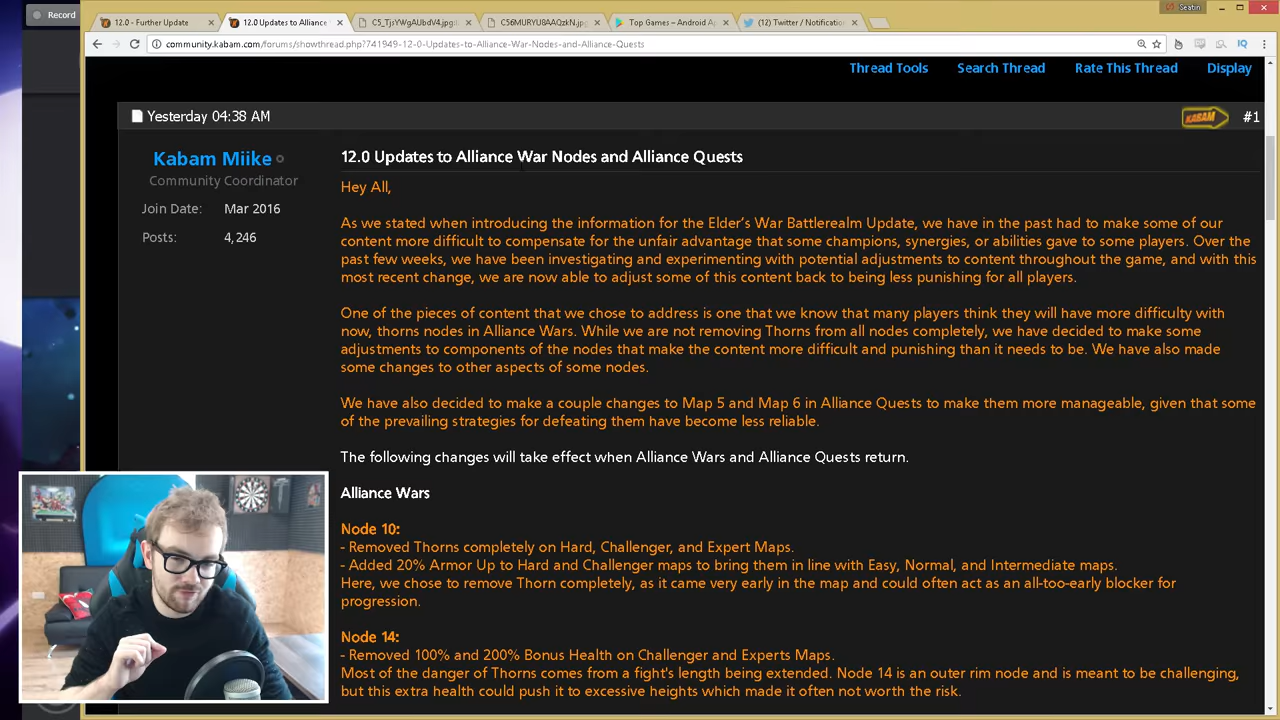 Record
12.0 - Further Update
12.0 Updates to Alliance
C5_TjsYWgAUbdV4.jpg
C56MURYU8AAQzkN.jpg
Top Games – Android A
(12) Twitter / Notificatio
Seatin
community.kabam.com/forums/showthread.php?741949-12-0-Updates-to-Alliance-War-Nodes-and-Alliance-Quests
IQ
Thread Tools Search Thread Rate This Thread Display
Yesterday 04:38 AM
KABAM
#1
Kabam Miike
Community Coordinator
Join Date: Mar 2016
Posts: 4,246
12.0 Updates to Alliance War Nodes and Alliance Quests
Hey All,
As we stated when introducing the information for the Elder's War Battlerealm Update, we have in the past had to make some of our
content more difficult to compensate for the unfair advantage that some champions, synergies, or abilities gave to some players. Over the
past few weeks, we have been investigating and experimenting with potential adjustments to content throughout the game, and with this
most recent change, we are now able to adjust some of this content back to being less punishing for all players.
One of the pieces of content that we chose to address is one that we know that many players think they will have more difficulty with
now, thorns nodes in Alliance Wars. While we are not removing Thorns from all nodes completely, we have decided to make some
adjustments to components of the nodes that make the content more difficult and punishing than it needs to be. We have also made
some changes to other aspects of some nodes.
We have also decided to make a couple changes to Map 5 and Map 6 in Alliance Quests to make them more manageable, given that some
of the prevailing strategies for defeating them have become less reliable.
The following changes will take effect when Alliance Wars and Alliance Quests return.
Alliance Wars
Node 10:
- Removed Thorns completely on Hard, Challenger, and Expert Maps.
- Added 20% Armor Up to Hard and Challenger maps to bring them in line with Easy, Normal, and Intermediate maps.
Here, we chose to remove Thorn completely, as it came very early in the map and could often act as an all-too-early blocker for
progression.
Node 14:
- Removed 100% and 200% Bonus Health on Challenger and Experts Maps.
Most of the danger of Thorns comes from a fight's length being extended. Node 14 is an outer rim node and is meant to be challenging,
but this extra health could push it to excessive heights which made it often not worth the risk.